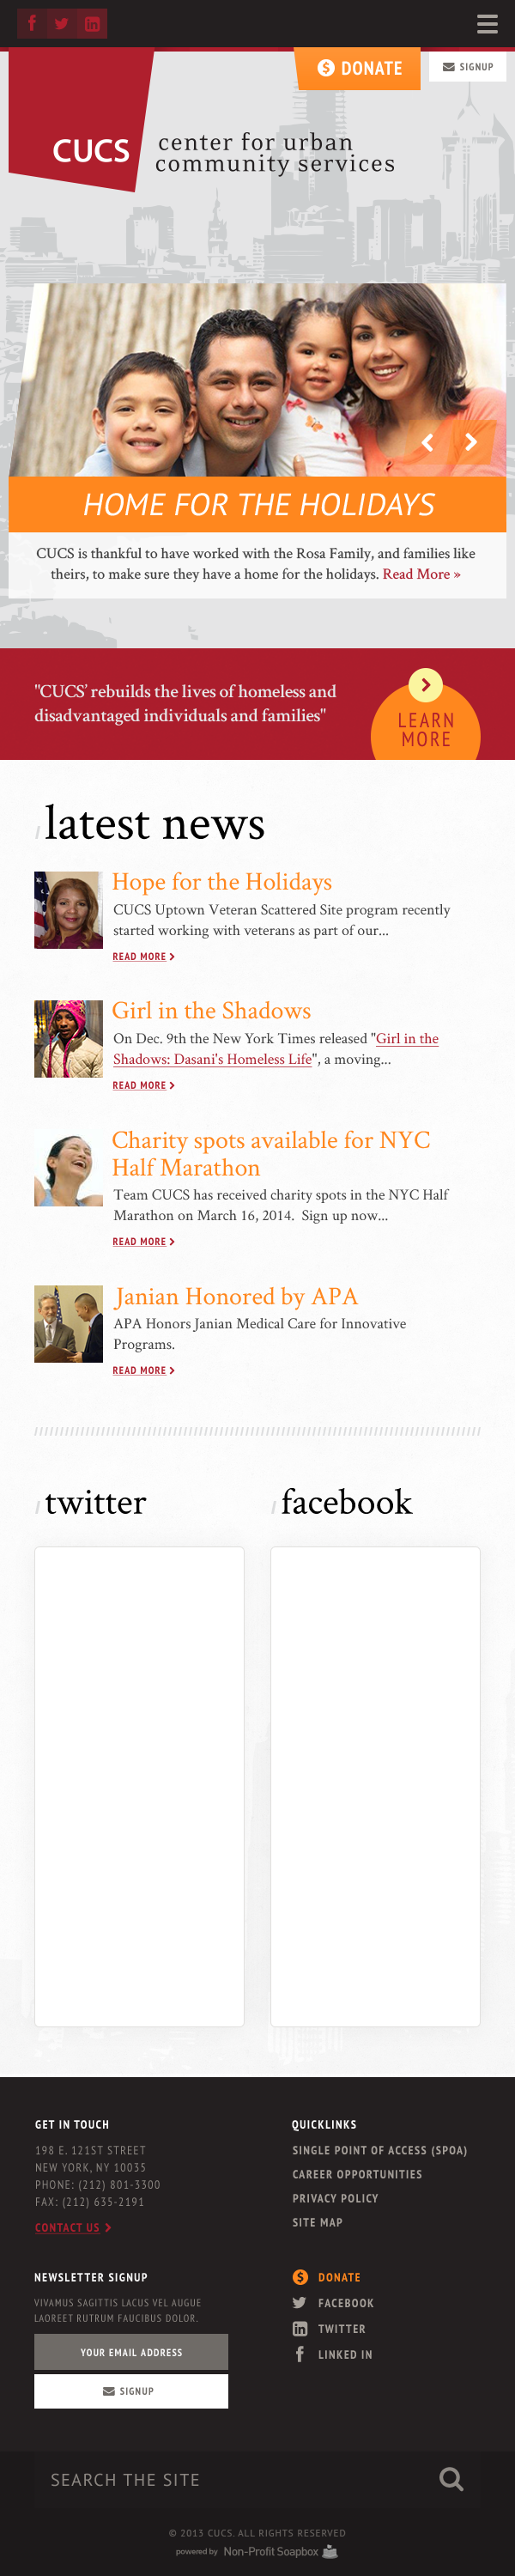 DONATE
SIGNUP
CUCS
center for urban
community services
HOME FOR THE HOLIDAYS
CUCS is thankful to have worked with the Rosa Family, and families like
theirs, to make sure they have a home for the holidays. Read More »
"CUCS' rebuilds the lives of homeless and
disadvantaged individuals and families"
LEARN
MORE
/ latest news
Hope for the Holidays
CUCS Uptown Veteran Scattered Site program recently
started working with veterans as part of our...
READ MORE
Girl in the Shadows
On Dec. 9th the New York Times released "Girl in the
Shadows: Dasani's Homeless Life", a moving...
READ MORE
Charity spots available for NYC
Half Marathon
Team CUCS has received charity spots in the NYC Half
Marathon on March 16, 2014.  Sign up now...
READ MORE
Janian Honored by APA
APA Honors Janian Medical Care for Innovative
Programs.
READ MORE
/ twitter
/ facebook
GET IN TOUCH
198 E. 121ST STREET
NEW YORK, NY 10035
PHONE: (212) 801-3300
FAX: (212) 635-2191
CONTACT US
QUICKLINKS
SINGLE POINT OF ACCESS (SPOA)
CAREER OPPORTUNITIES
PRIVACY POLICY
SITE MAP
NEWSLETTER SIGNUP
VIVAMUS SAGITTIS LACUS VEL AUGUE
LAOREET RUTRUM FAUCIBUS DOLOR.
YOUR EMAIL ADDRESS
SIGNUP
DONATE
FACEBOOK
TWITTER
LINKED IN
SEARCH THE SITE
© 2013 CUCS. ALL RIGHTS RESERVED
powered by Non-Profit Soapbox